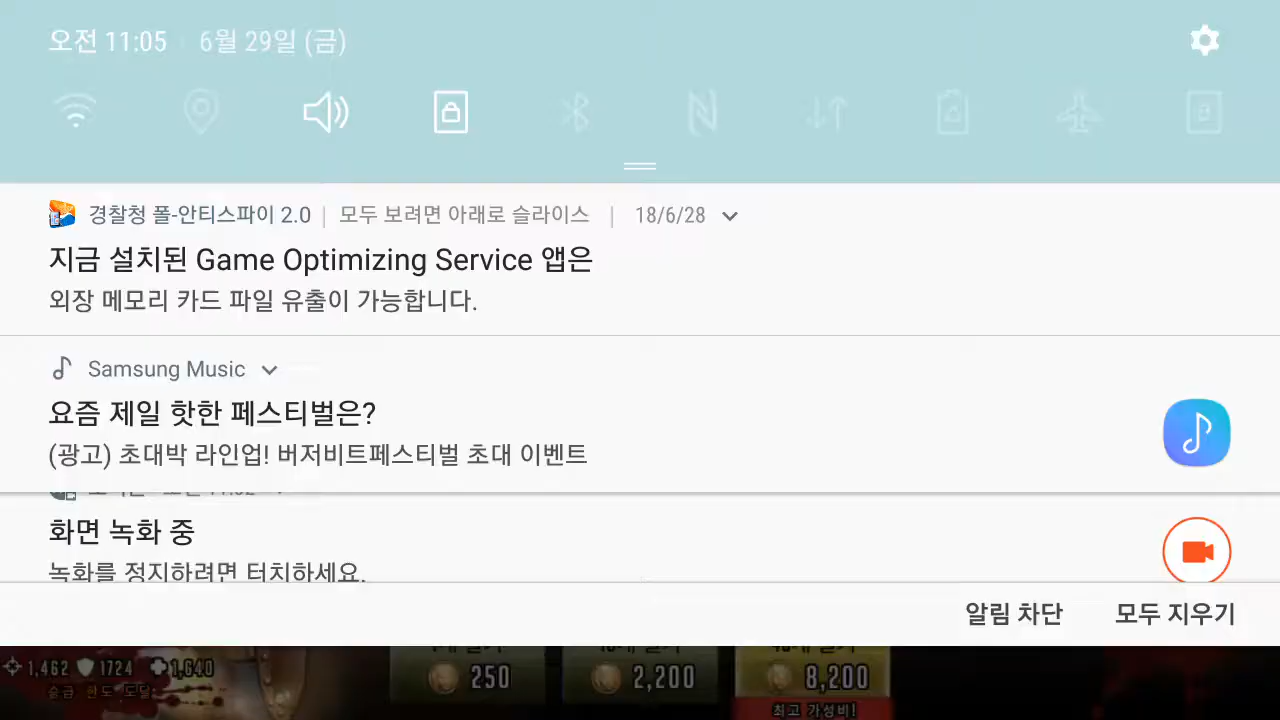 오전 11:05 6월 29일 (금)
경찰청 폴-안티스파이 2.0 | 모두 보려면 아래로 슬라이스 | 18/6/28
지금 설치된 Game Optimizing Service 앱은
외장 메모리 카드 파일 유출이 가능합니다.
Samsung Music
요즘 제일 핫한 페스티벌은?
(광고) 초대박 라인업! 버저비트페스티벌 초대 이벤트
화면 녹화 중
녹화를 정지하려면 터치하세요.
알림 차단 모두 지우기
1,462 1724 1,640
승급 한도 도달:
250 2,200 8,200
최고 가성비!